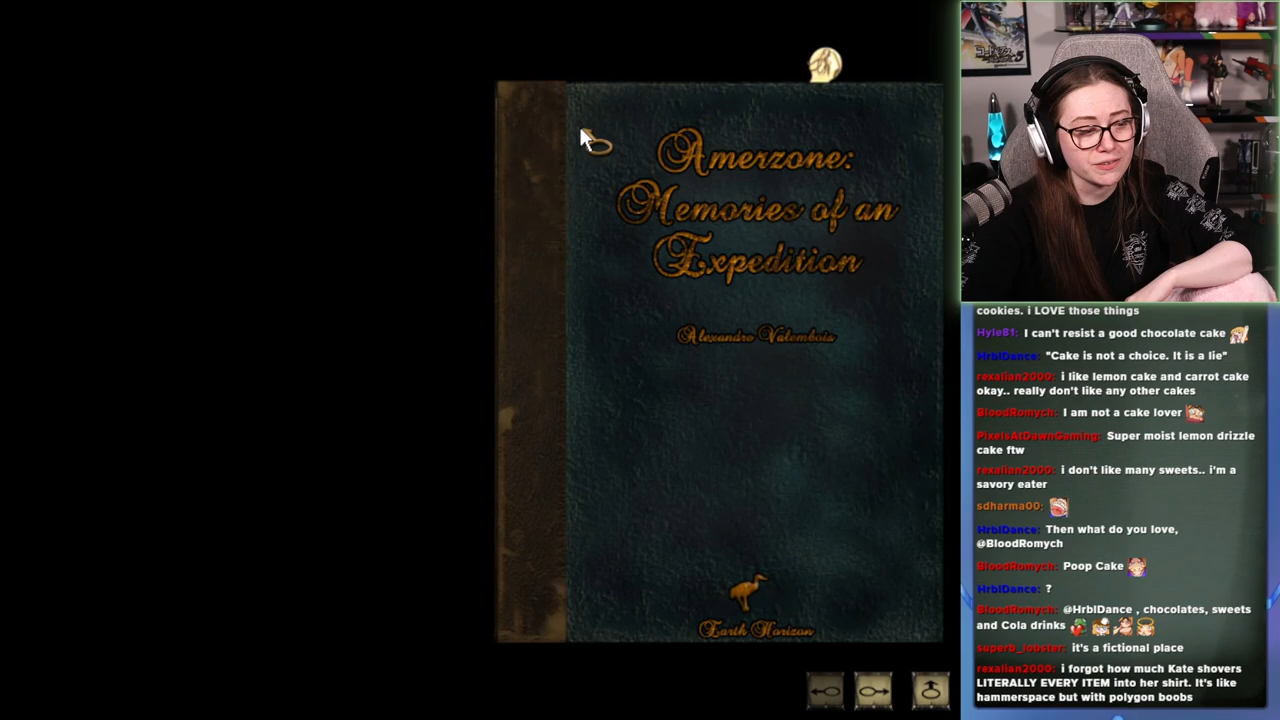 Amerzone:
Memories of an
Expedition
Alexandre Valembois
Earth Horizon
cookies. i LOVE those things
Hyle81: I can't resist a good chocolate cake
HrblDance: "Cake is not a choice. It is a lie"
rexalian2000: i like lemon cake and carrot cake
okay.. really don't like any other cakes
BloodRomych: I am not a cake lover
PixelsAtDawnGaming: Super moist lemon drizzle
cake ftw
rexalian2000: i don't like many sweets.. i'm a
savory eater
sdharma00:
HrblDance: Then what do you love,
@BloodRomych
BloodRomych: Poop Cake
HrblDance: ?
BloodRomych: @HrblDance , chocolates, sweets
and Cola drinks
superb_lobster: it's a fictional place
rexalian2000: i forgot how much Kate shovers
LITERALLY EVERY ITEM into her shirt. It's like
hammerspace but with polygon boobs